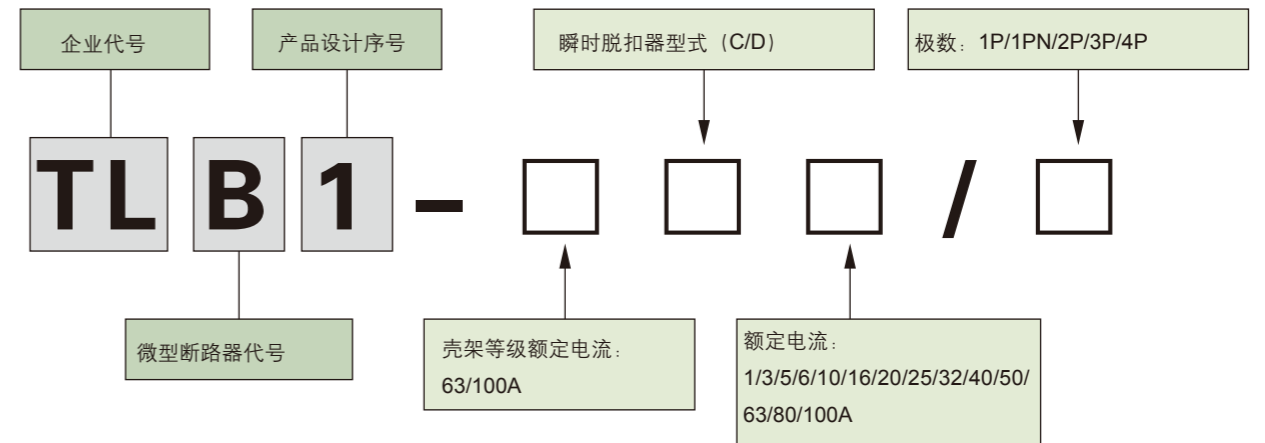 企业代号
产品设计序号
瞬时脱扣器型式（C/D）
极数：1P/1PN/2P/3P/4P
TLB1-□□□/□
微型断路器代号
壳架等级额定电流：
63/100A
额定电流：
1/3/5/6/10/16/20/25/32/40/50/
63/80/100A